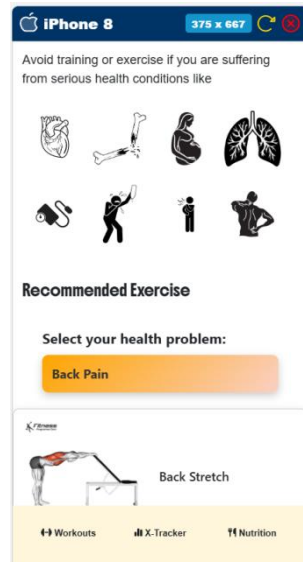 iPhone 8
375 x 667
Avoid training or exercise if you are suffering
from serious health conditions like
Recommended Exercise
Select your health problem:
Back Pain
Fitness
Back Stretch
Workouts
X-Tracker
Nutrition